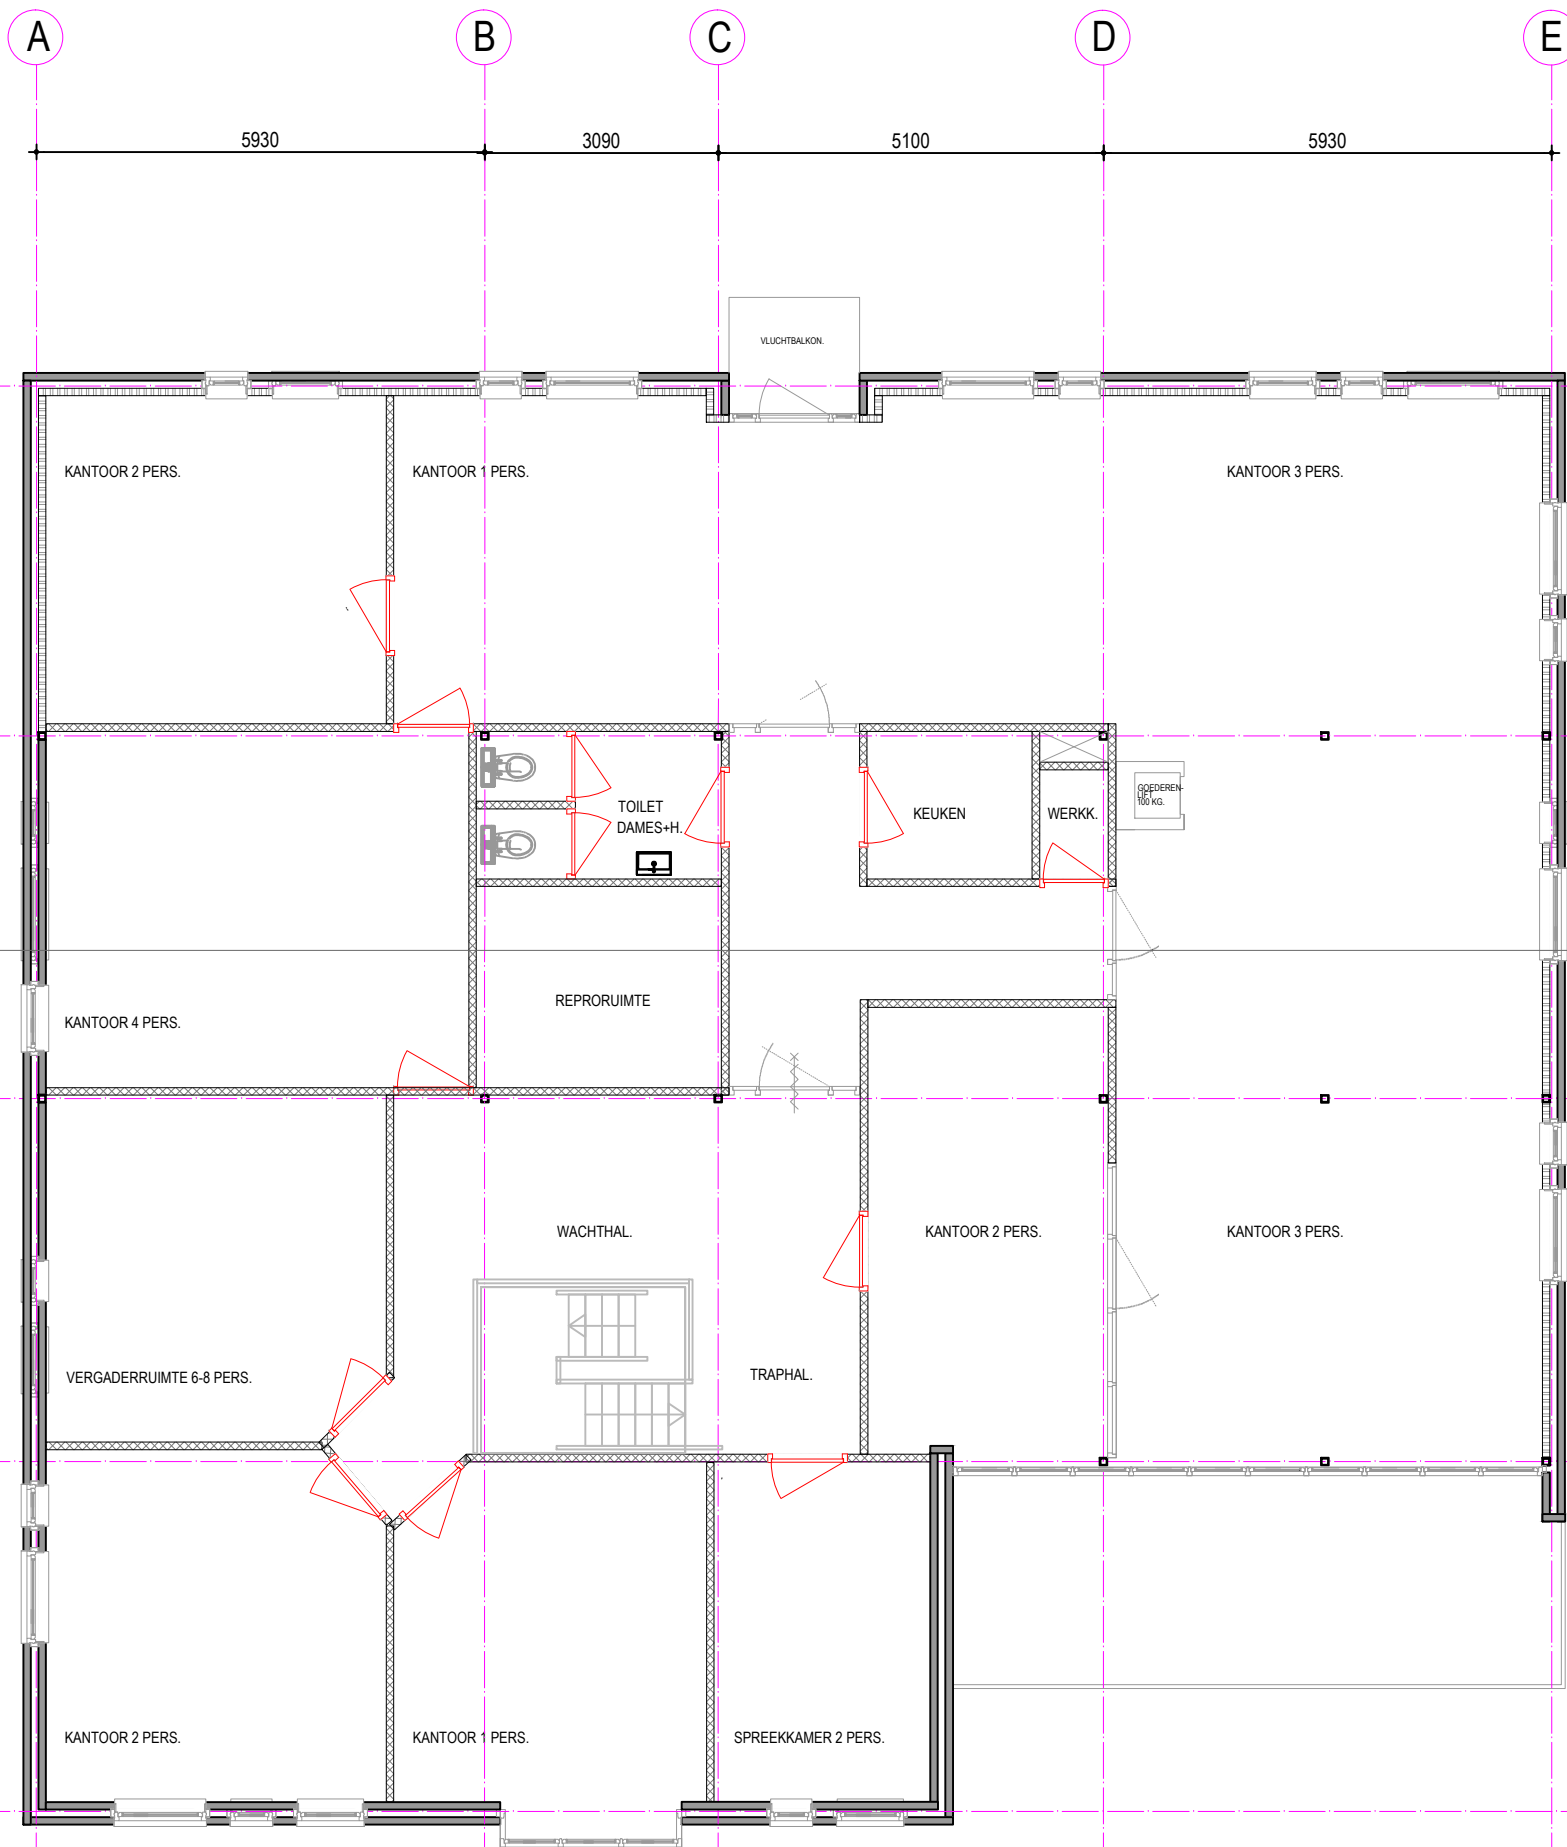 A
B
C
D
E
5930
3090
5100
5930
VLUCHTBALKON.
KANTOOR 2 PERS.
KANTOOR 1 PERS.
KANTOOR 3 PERS.
TOILET
DAMES+H.
KEUKEN
WERKK.
GOEDEREN-
LIFT
100 KG.
REPRORUIMTE
KANTOOR 4 PERS.
WACHTHAL.
KANTOOR 2 PERS.
KANTOOR 3 PERS.
VERGADERRUIMTE 6-8 PERS.
TRAPHAL.
KANTOOR 2 PERS.
KANTOOR 1 PERS.
SPREEKKAMER 2 PERS.